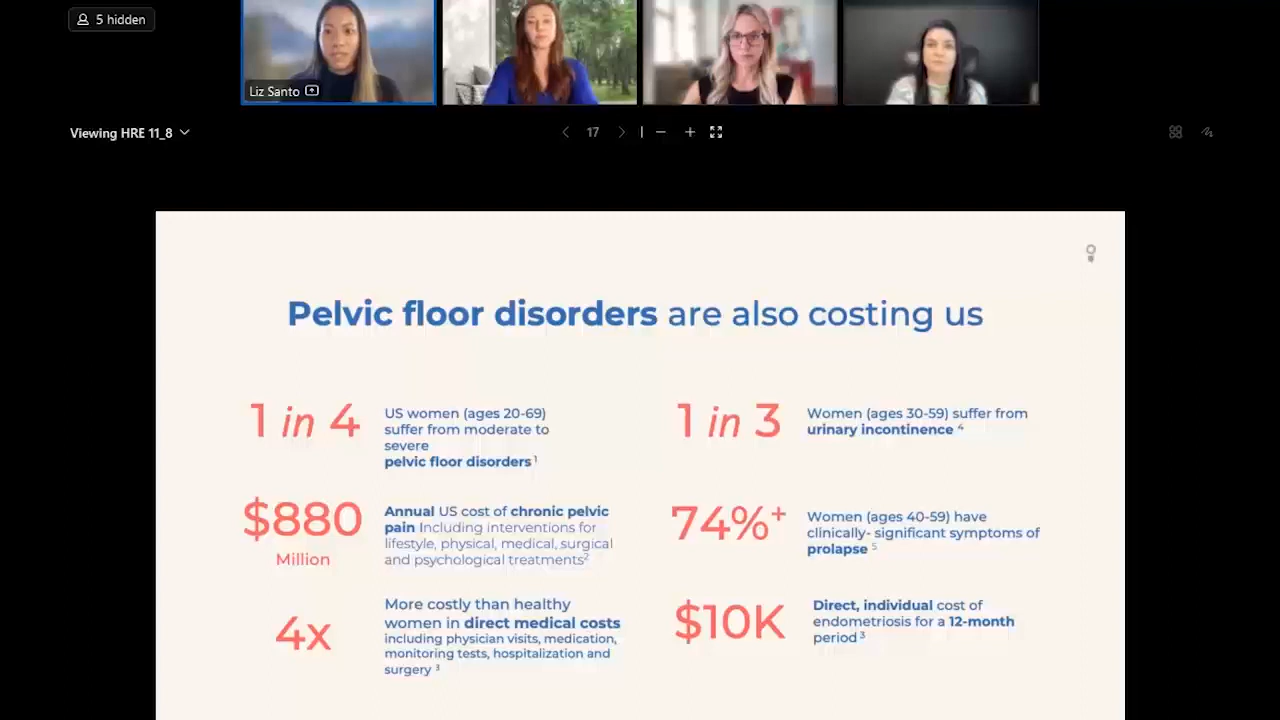 5 hidden
Liz Santo
Viewing HRE 11_8
17
Pelvic floor disorders are also costing us
1 in 4
US women (ages 20-69)
suffer from moderate to
severe
pelvic floor disorders 1
$880
Million
Annual US cost of chronic pelvic
pain Including interventions for
lifestyle, physical, medical, surgical
and psychological treatments2
4x
More costly than healthy
women in direct medical costs
including physician visits, medication,
monitoring tests, hospitalization and
surgery 3
1 in 3
Women (ages 30-59) suffer from
urinary incontinence 4
74%+
Women (ages 40-59) have
clinically- significant symptoms of
prolapse 5
$10K
Direct, individual cost of
endometriosis for a 12-month
period 3